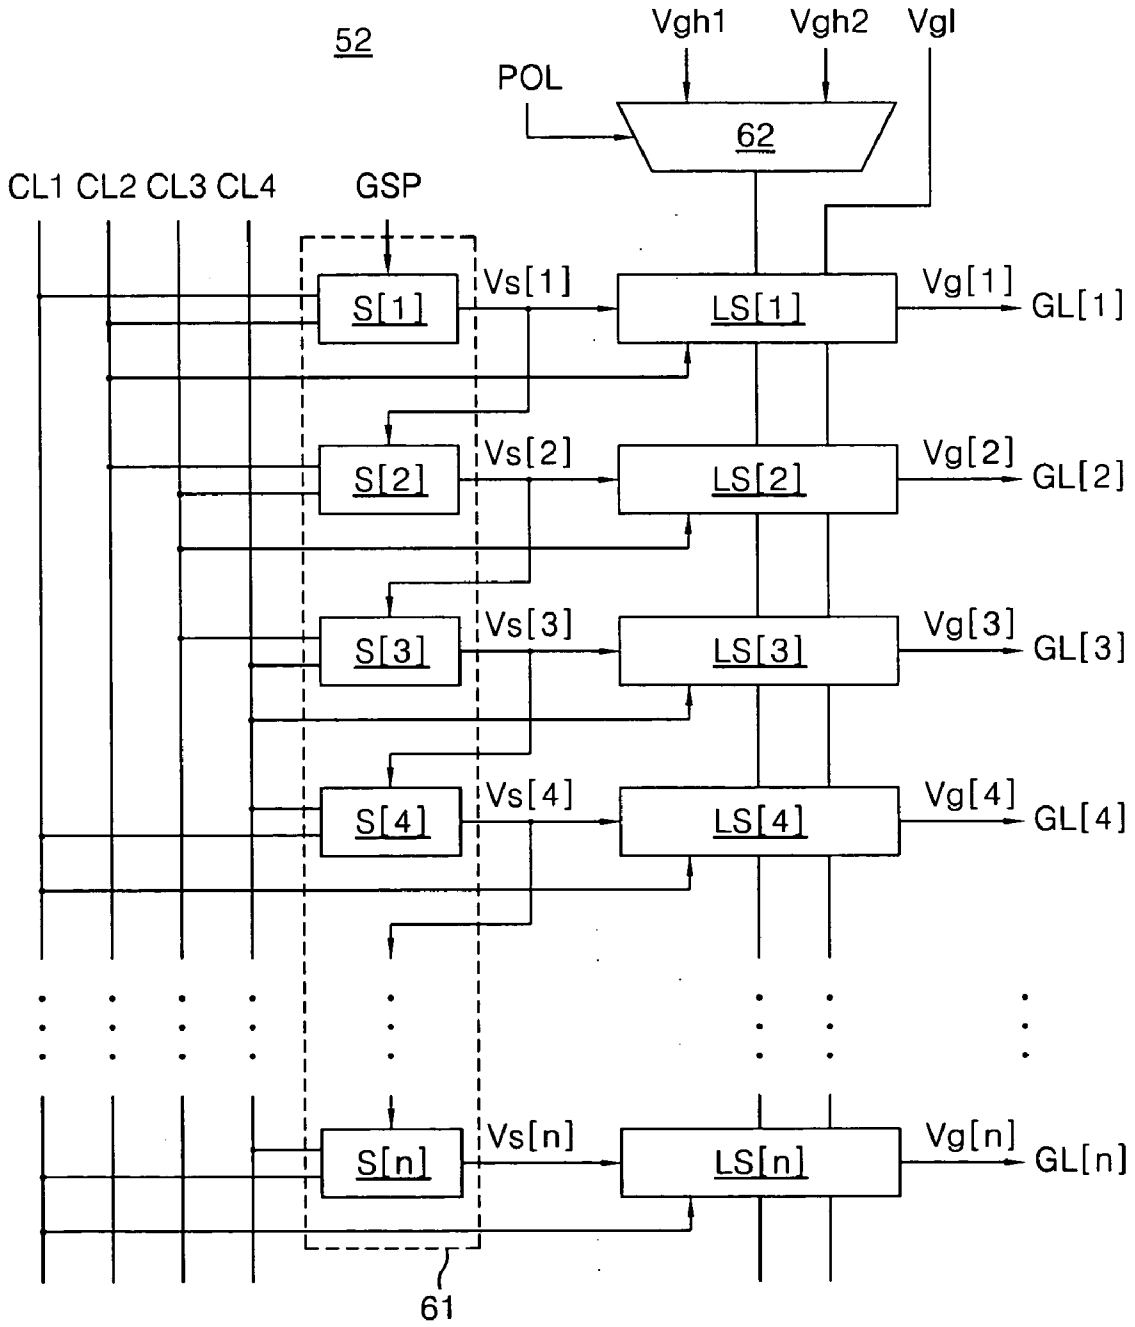 52
Vgh1 Vgh2 Vgl
POL
62
CL1 CL2 CL3 CL4 GSP
S[1] Vs[1] LS[1] Vg[1] GL[1]
S[2] Vs[2] LS[2] Vg[2] GL[2]
S[3] Vs[3] LS[3] Vg[3] GL[3]
S[4] Vs[4] LS[4] Vg[4] GL[4]
S[n] Vs[n] LS[n] Vg[n] GL[n]
61